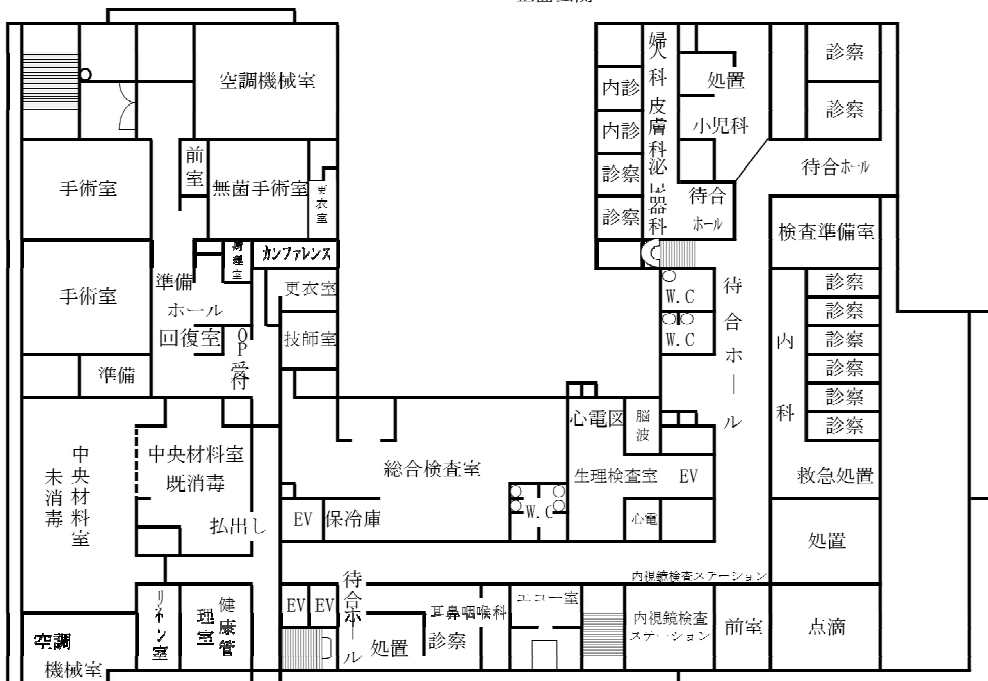 空調機械室
前室
無菌手術室
更衣室
手術室
手術室
カンファレンス
準備
ホール
回復室
更衣室
技師室
OP受付
準備
中央材料室
未消毒
中央材料室
既消毒
払出し
総合検査室
EV
保冷庫
W.C
心電図
脳波
生理検査室
EV
心電
婦人科
皮膚科
泌尿器科
内診
内診
診察
診察
処置
小児科
待合
ホール
診察
診察
待合ホール
検査準備室
W.C
W.C
待合ホール
内科
診察
診察
診察
診察
診察
診察
救急処置
処置
内視鏡検査ステーション
リネン室
健康管理室
空調
機械室
EV
EV
待合ホール
処置
耳鼻咽喉科
診察
エコー室
内視鏡検査
ステーション
前室
点滴